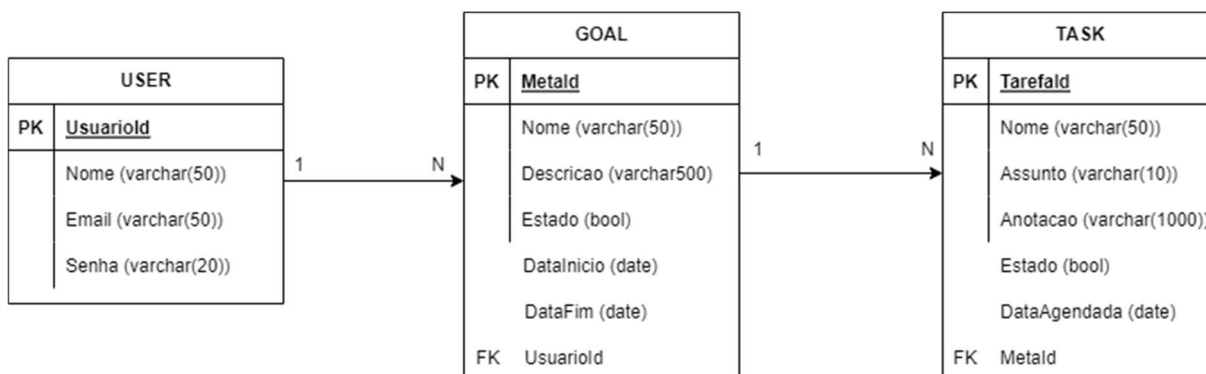 USER
PK UsuarioId
Nome (varchar(50))
Email (varchar(50))
Senha (varchar(20))
1 N
GOAL
PK MetaId
Nome (varchar(50))
Descricao (varchar500)
Estado (bool)
DataInicio (date)
DataFim (date)
FK UsuarioId
1 N
TASK
PK TarefaId
Nome (varchar(50))
Assunto (varchar(10))
Anotacao (varchar(1000))
Estado (bool)
DataAgendada (date)
FK MetaId